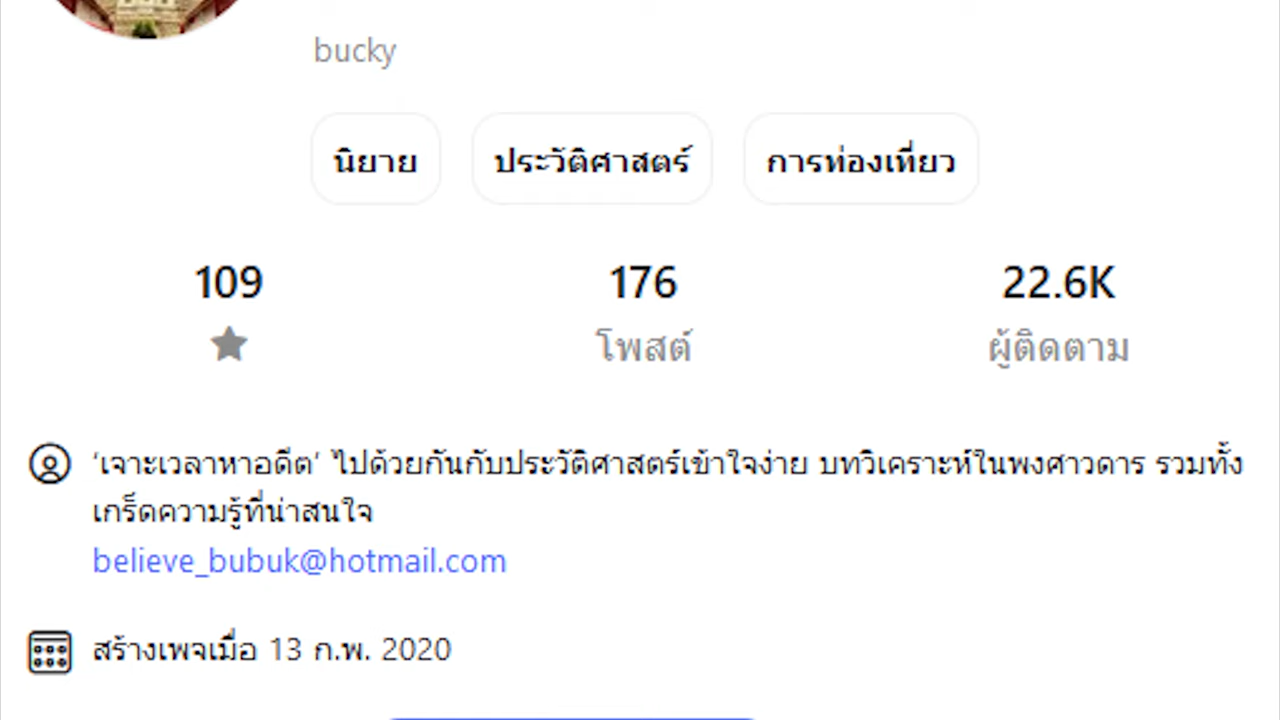 bucky
นิยาย ประวัติศาสตร์ การท่องเที่ยว
109 176 22.6K
โพสต์ ผู้ติดตาม
‘เจาะเวลาหาอดีต’ ไปด้วยกันกับประวัติศาสตร์เข้าใจง่าย บทวิเคราะห์ในพงศาวดาร รวมทั้ง
เกร็ดความรู้ที่น่าสนใจ
believe_bubuk@hotmail.com
สร้างเพจเมื่อ 13 ก.พ. 2020